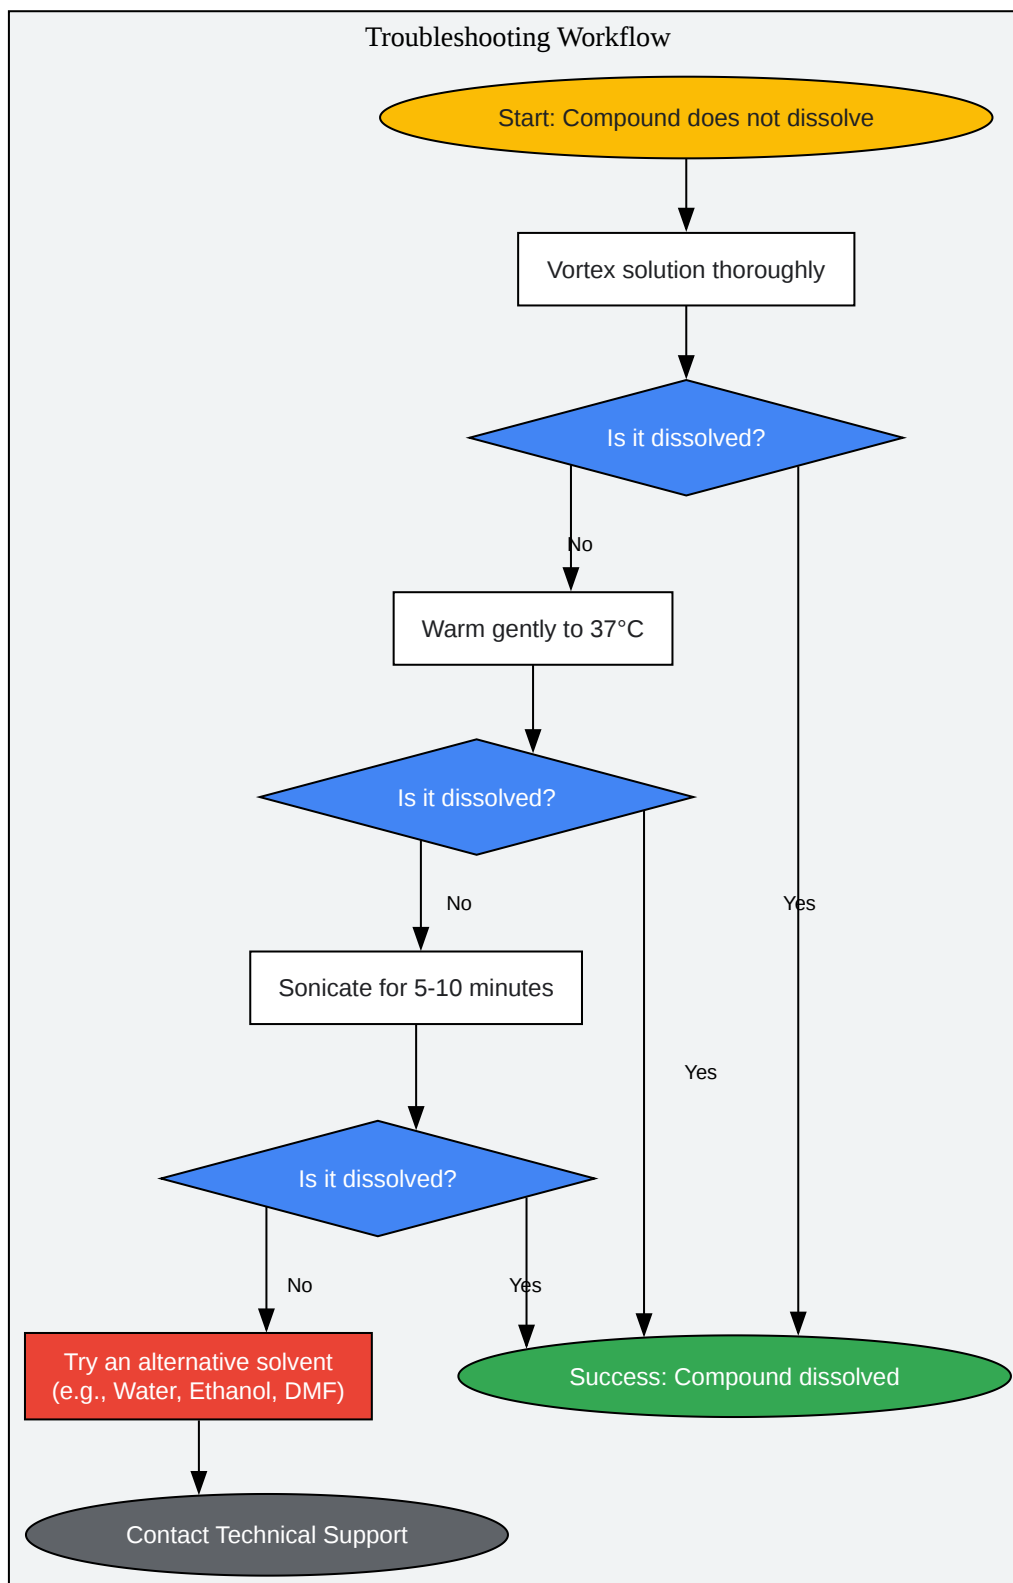 Troubleshooting Workflow
Start: Compound does not dissolve
Vortex solution thoroughly
Is it dissolved?
No
Warm gently to 37°C
Is it dissolved?
No
Yes
Sonicate for 5-10 minutes
Yes
Is it dissolved?
No
Yes
Try an alternative solvent
(e.g., Water, Ethanol, DMF)
Success: Compound dissolved
Contact Technical Support